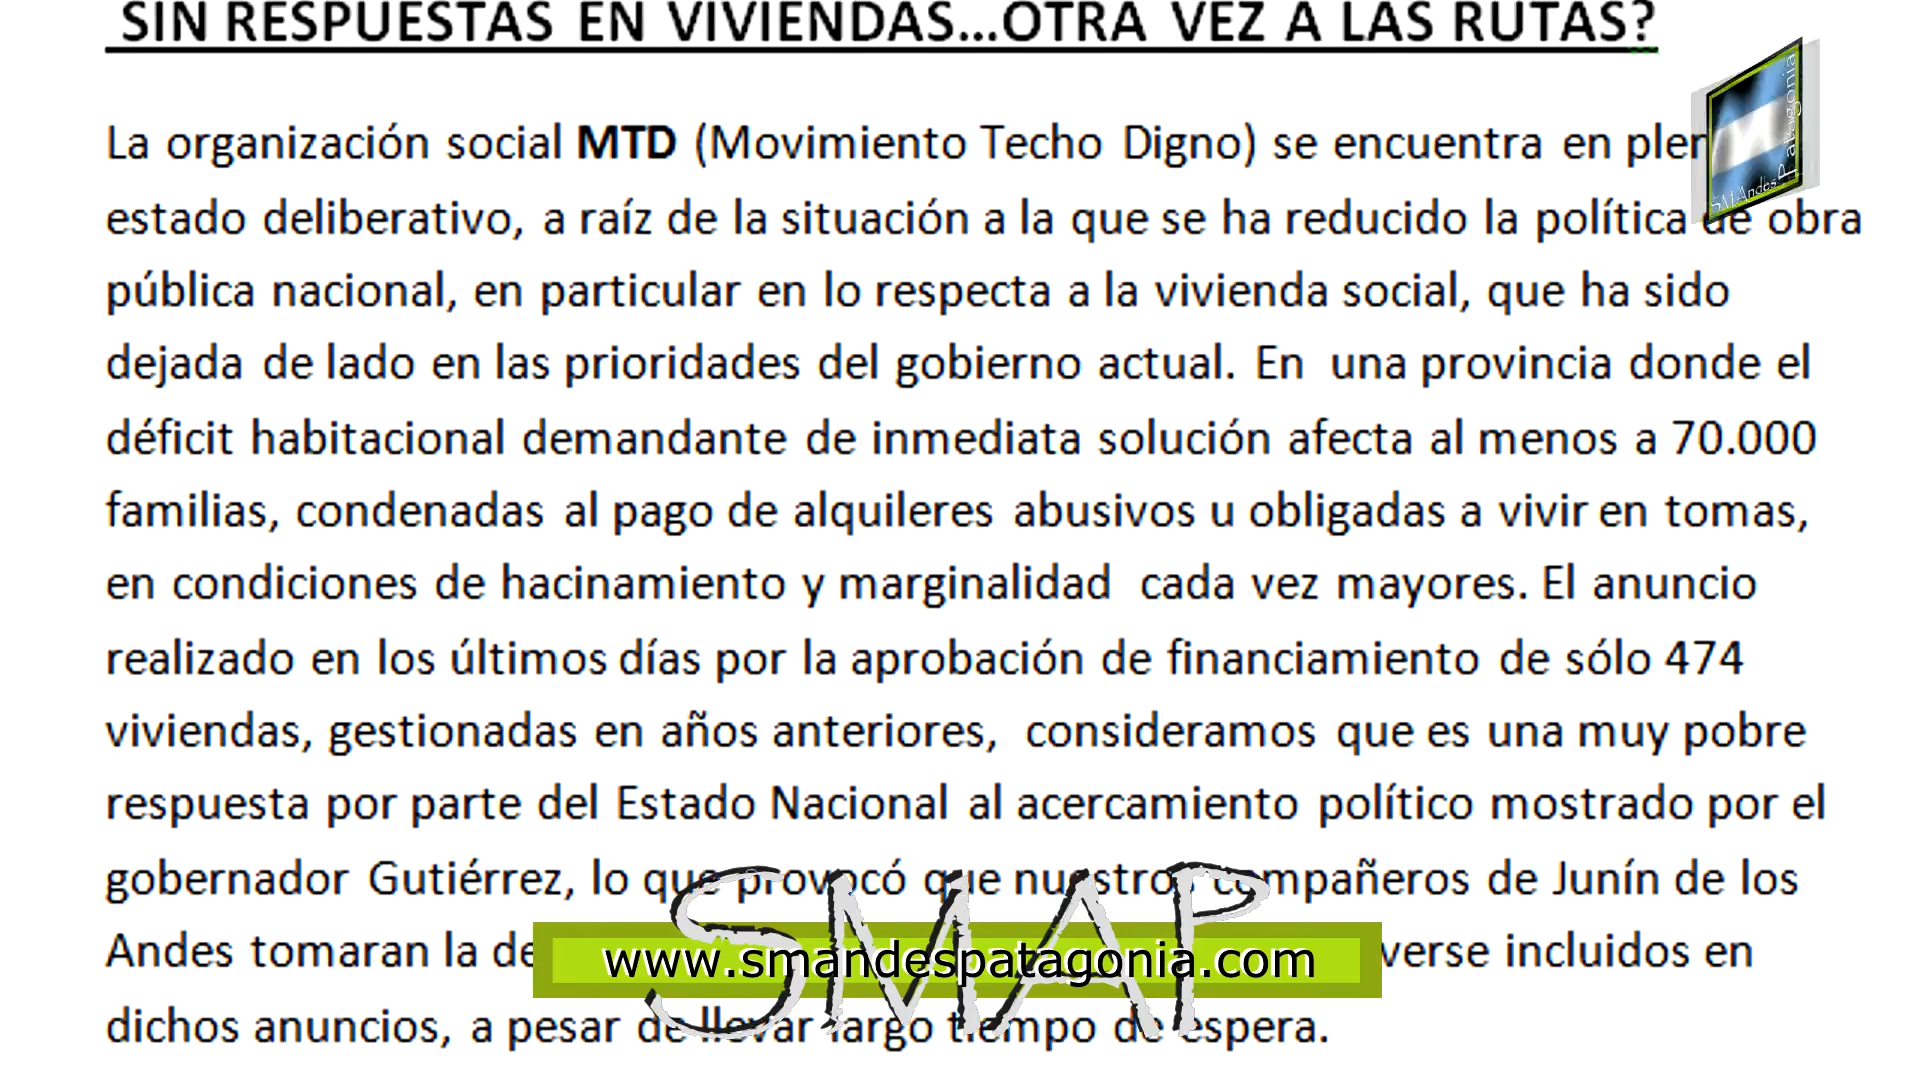 SIN RESPUESTAS EN VIVIENDAS...OTRA VEZ A LAS RUTAS?
La organización social MTD (Movimiento Techo Digno) se encuentra en
estado deliberativo, a raíz de la situación a la que se ha reducido la política de obra
pública nacional, en particular en lo respecta a la vivienda social, que ha sido
dejada de lado en las prioridades del gobierno actual. En una provincia donde el
déficit habitacional demandante de inmediata solución afecta al menos a 70.000
familias, condenadas al pago de alquileres abusivos u obligadas a vivir en tomas,
en condiciones de hacinamiento y marginalidad cada vez mayores. El anuncio
realizado en los últimos días por la aprobación de financiamiento de sólo 474
viviendas, gestionadas en años anteriores, consideramos que es una muy pobre
respuesta por parte del Estado Nacional al acercamiento político mostrado por el
gobernador Gutiérrez, lo que provocó que nuestros compañeros de Junín de los
Andes tomaran la verse incluidos en
dichos anuncios, a pesar de llevar largo tiempo de espera.
SMAndes Patagonia
SMAP
www.smandespatagonia.com